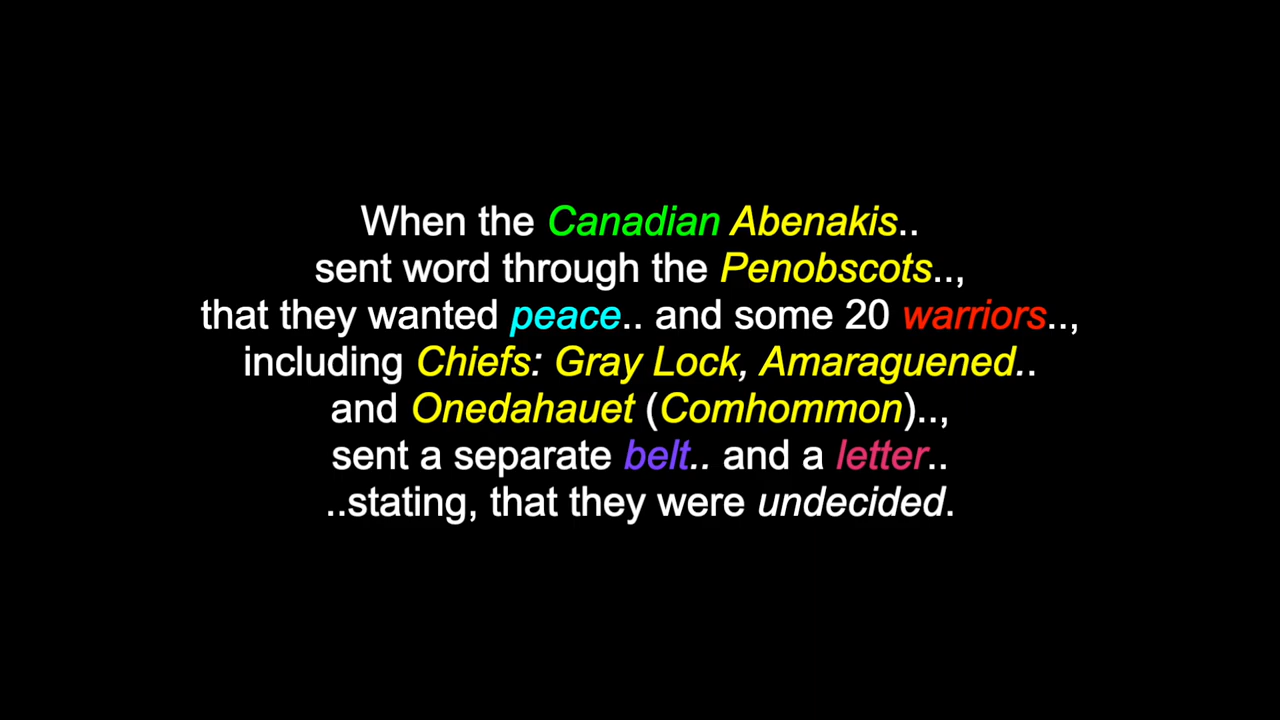 When the Canadian Abenakis..
sent word through the Penobscots..,
that they wanted peace.. and some 20 warriors..,
including Chiefs: Gray Lock, Amaraguened..
and Onedahauet (Comhommon)..,
sent a separate belt.. and a letter..
..stating, that they were undecided.